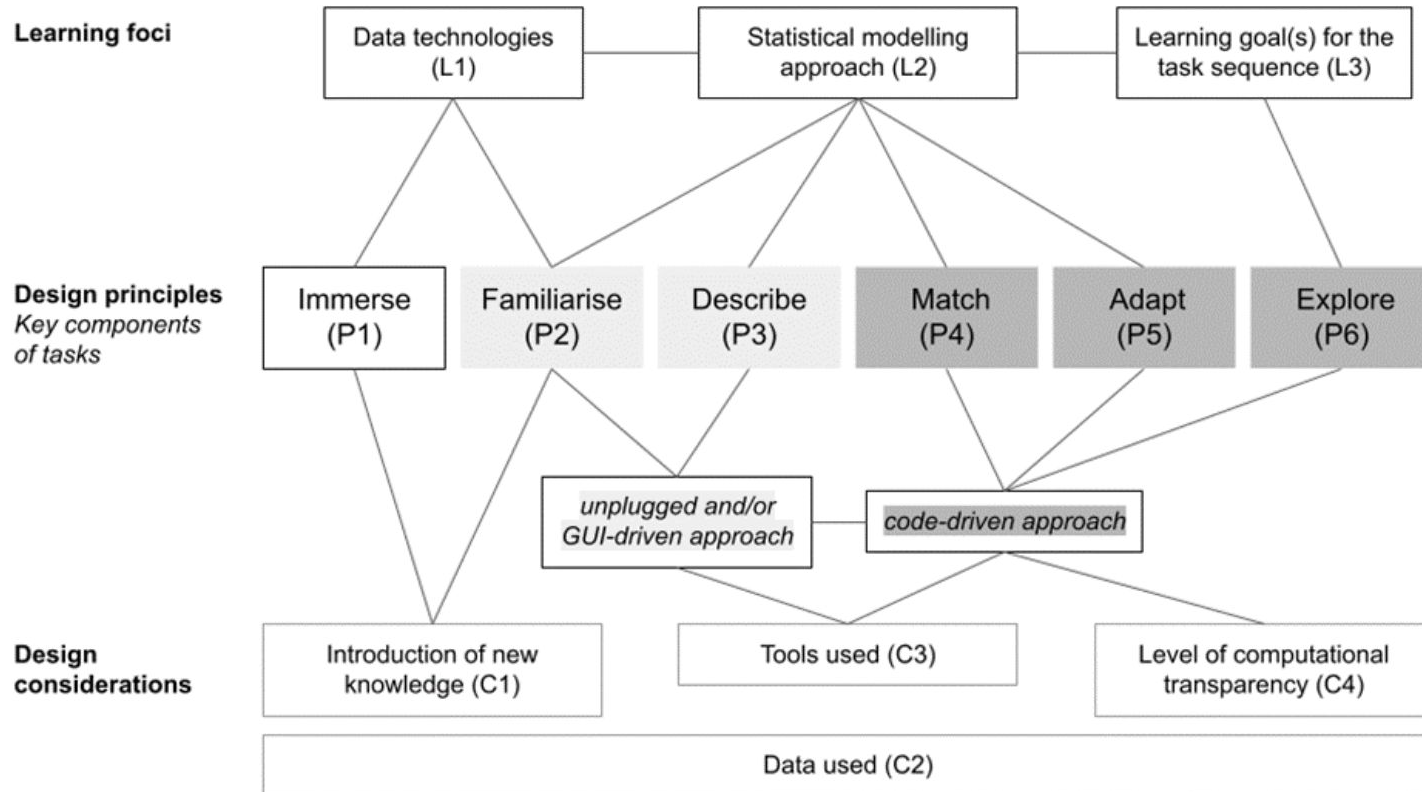 Learning foci
Data technologies
(L1)
Statistical modelling
approach (L2)
Learning goal(s) for the
task sequence (L3)
Design principles
Key components
of tasks
Immerse
(P1)
Familiarise
(P2)
Describe
(P3)
Match
(P4)
Adapt
(P5)
Explore
(P6)
unplugged and/or
GUI-driven approach
code-driven approach
Design
considerations
Introduction of new
knowledge (C1)
Tools used (C3)
Level of computational
transparency (C4)
Data used (C2)